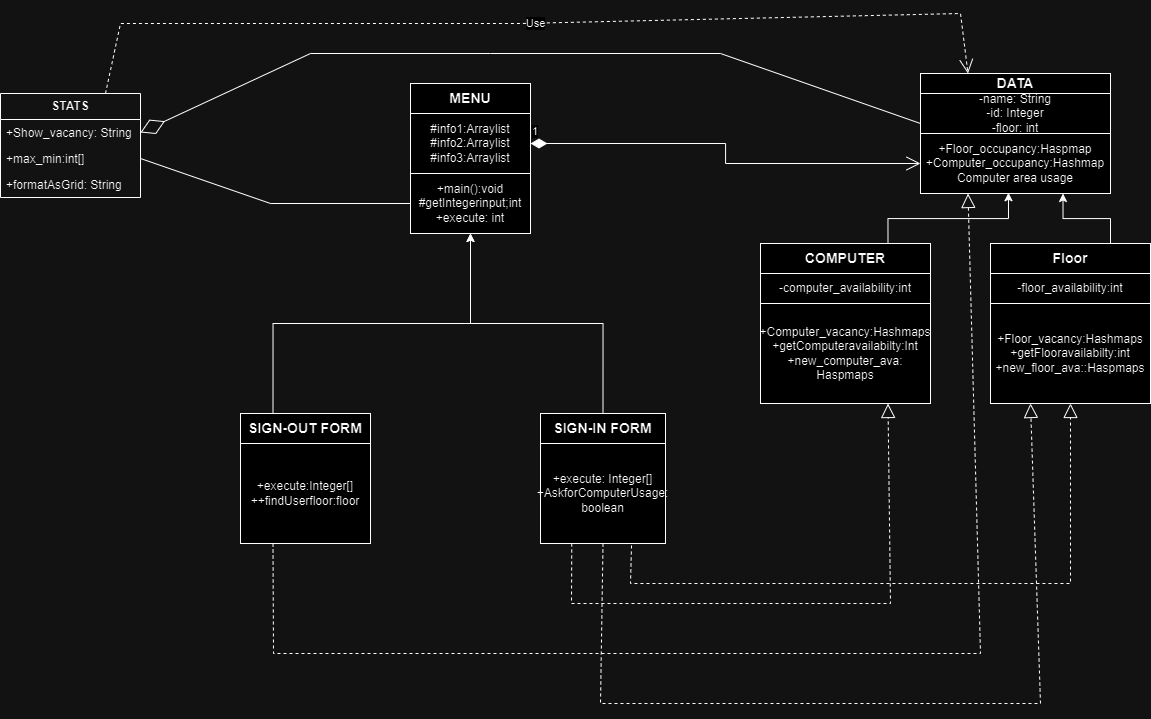 Use
STATS
+Show_vacancy: String
+max_min:int[]
+formatAsGrid: String
MENU
#info1:Arraylist
#info2:Arraylist
#info3:Arraylist
+main():void
#getIntegerinput;int
+execute: int
1
DATA
-name: String
-id: Integer
-floor: int
+Floor_occupancy:Haspmap
+Computer_occupancy:Hashmap
Computer area usage
COMPUTER
-computer_availability:int
+Computer_vacancy:Hashmaps
+getComputeravailabilty:Int
+new_computer_ava:
Haspmaps
Floor
-floor_availability:int
+Floor_vacancy:Hashmaps
+getFlooravailabilty:int
+new_floor_ava::Haspmaps
SIGN-OUT FORM
+execute:Integer[]
++findUserfloor:floor
SIGN-IN FORM
+execute: Integer[]
+AskforComputerUsage:
boolean